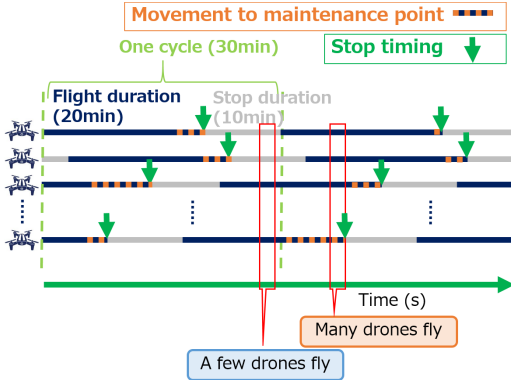 Movement to maintenance point
Stop timing
One cycle (30min)
Flight duration
(20min)
Stop duration
(10min)
Time (s)
Many drones fly
A few drones fly